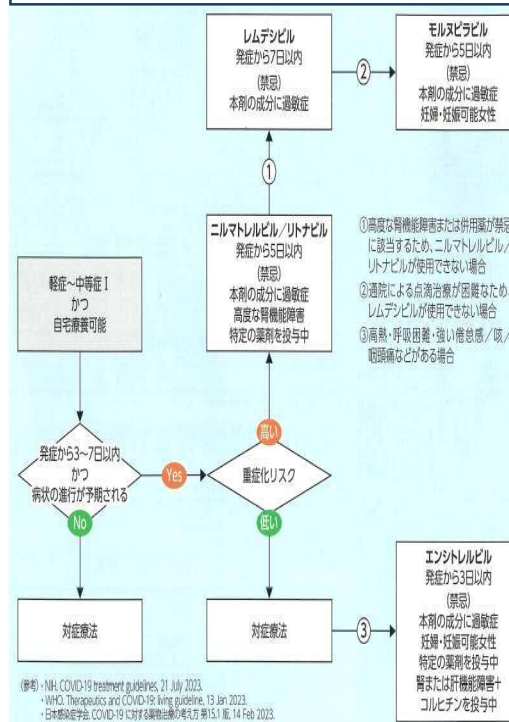 レムデシビル
発症から7日以内
(禁忌)
本剤の成分に過敏症
②
モルヌピラビル
発症から5日以内
(禁忌)
本剤の成分に過敏症
妊婦・妊娠可能女性
①
ニルマトレルビル/リトナビル
発症から5日以内
(禁忌)
本剤の成分に過敏症
高度な腎機能障害
特定の薬剤を投与中
①高度な腎機能障害または併用薬が禁忌
に該当するため、ニルマトレルビル/
リトナビルが使用できない場合
②通院による点滴治療が困難なため、
レムデシビルが使用できない場合
③高熱・呼吸困難・強い倦怠感/咳/
咽頭痛などがある場合
軽症~中等症Ⅰ
かつ
自宅療養可能
高い
発症から3~7日以内
かつ
病状の進行が予期される
Yes
重症化リスク
No
低い
対症療法
対症療法
③
エンシトレルビル
発症から3日以内
(禁忌)
本剤の成分に過敏症
妊婦・妊娠可能女性
特定の薬剤を投与中
腎または肝機能障害+
コルヒチンを投与中
(参考)・NIH. COVID-19 treatment guidelines, 21 July 2023.
・WHO. Therapeutics and COVID-19: living guideline, 13 Jan 2023.
・日本感染症学会. COVID-19 に対する薬物治療の考え方 第15.1 版, 14 Feb 2023.